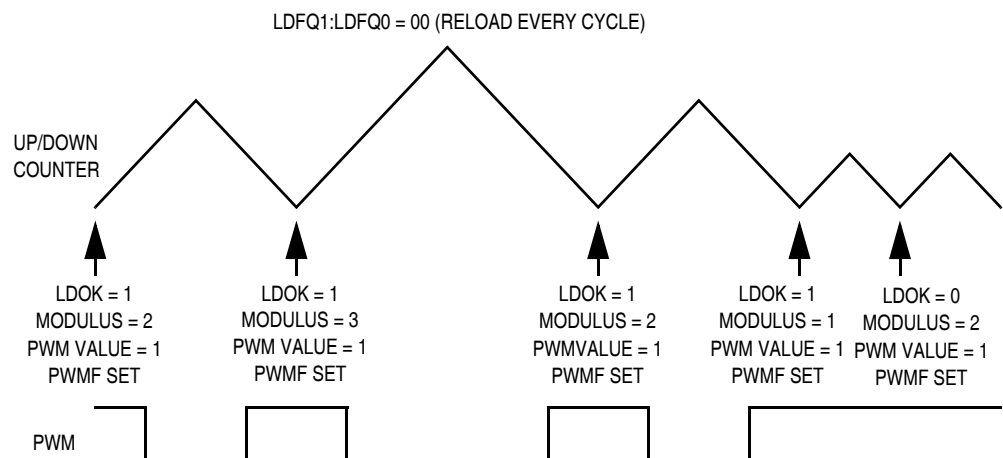 LDFQ1:LDFQ0 = 00 (RELOAD EVERY CYCLE)
UP/DOWN
COUNTER
LDOK = 1
MODULUS = 2
PWM VALUE = 1
PWMF SET
LDOK = 1
MODULUS = 3
PWM VALUE = 1
PWMF SET
LDOK = 1
MODULUS = 2
PWMVALUE = 1
PWMF SET
LDOK = 1
MODULUS = 1
PWM VALUE = 1
PWMF SET
LDOK = 0
MODULUS = 2
PWM VALUE = 1
PWMF SET
PWM